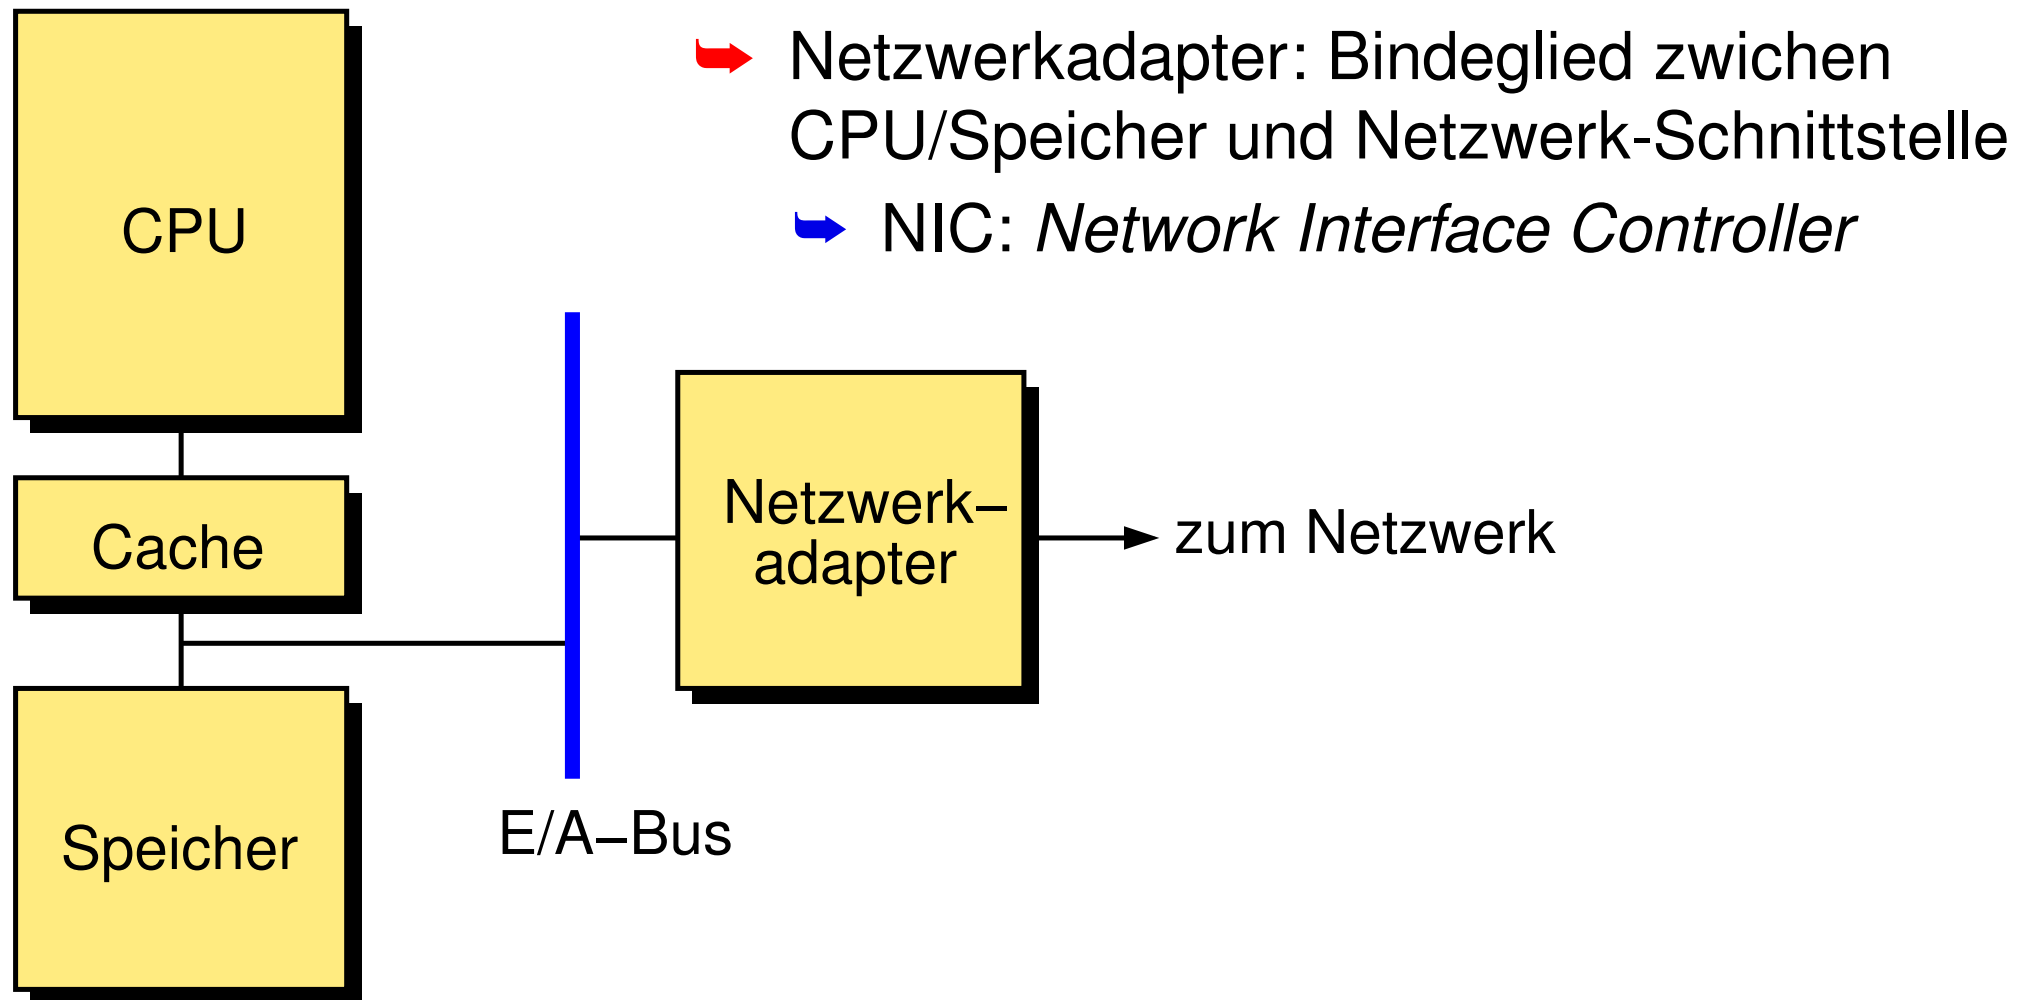 Netzwerkadapter: Bindeglied zwichen
CPU/Speicher und Netzwerk-Schnittstelle
NIC: Network Interface Controller
CPU
Cache
Speicher
E/A–Bus
Netzwerk–
adapter
zum Netzwerk